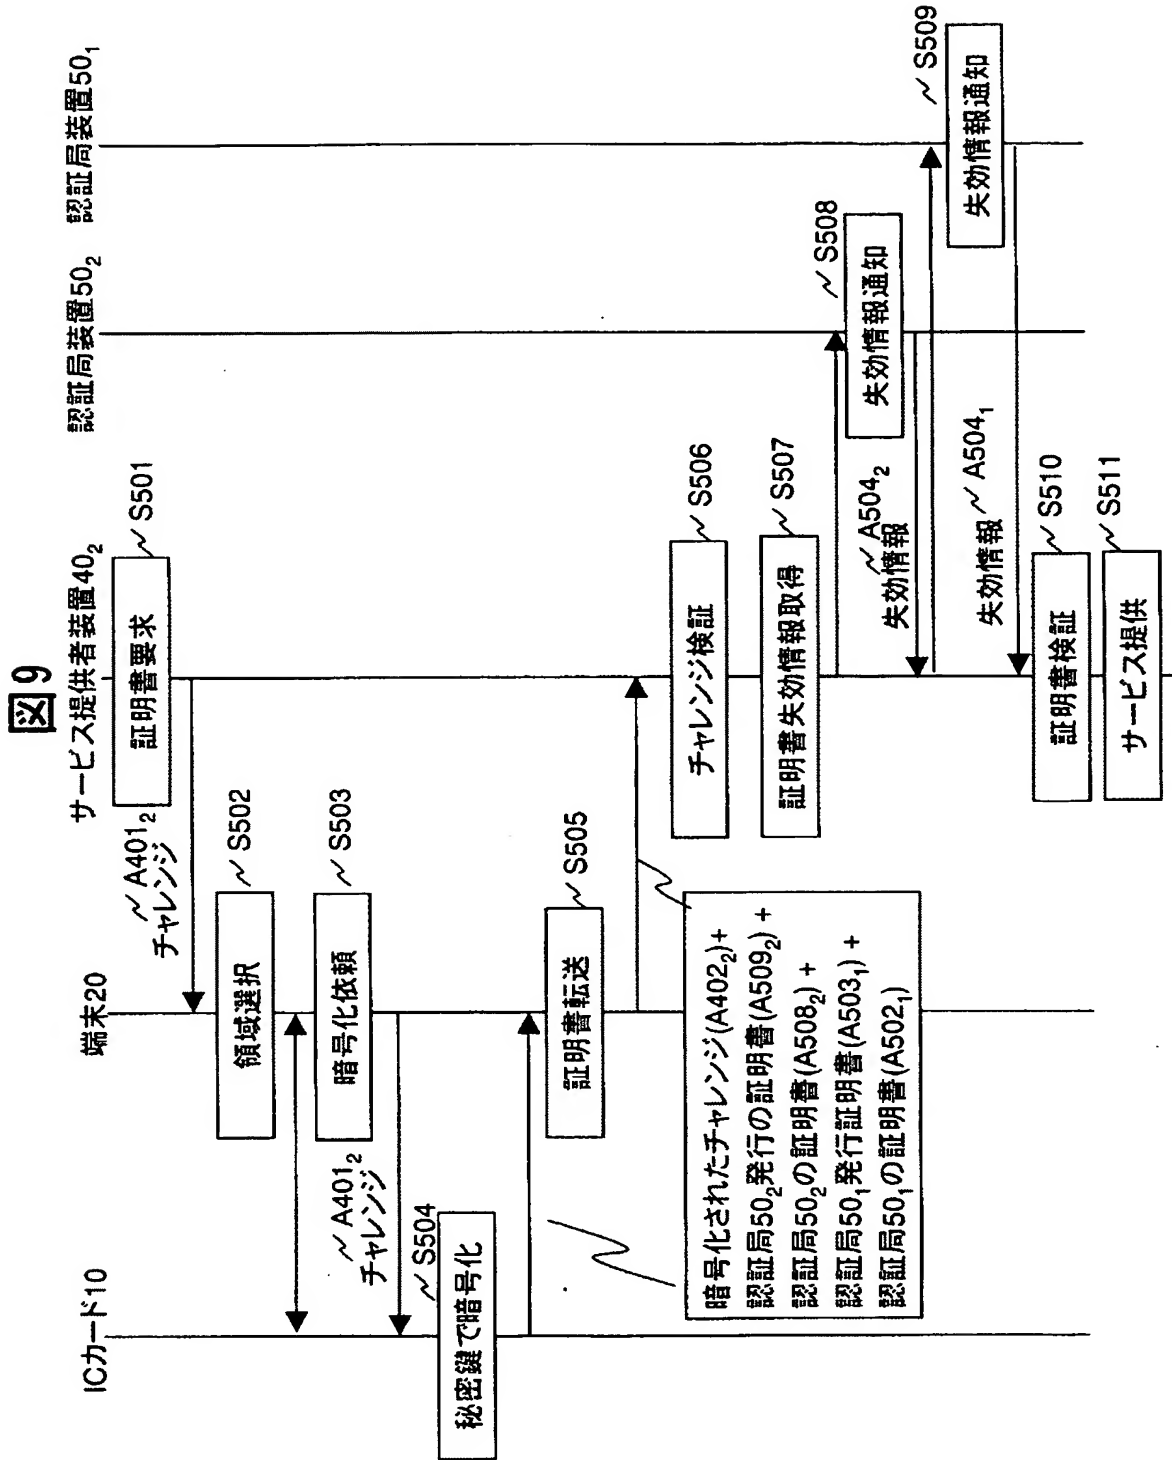 図9
ICカード10
端末20
サービス提供者装置40₂
認証局装置50₂
認証局装置50₁
証明書要求
S501
A401₂
チャレンジ
領域選択
S502
暗号化依頼
S503
A401₂
チャレンジ
秘密鍵で暗号化
S504
証明書転送
S505
暗号化されたチャレンジ(A402₂)+
認証局50₂発行の証明書(A509₂)+
認証局50₂の証明書(A508₂)+
認証局50₁発行証明書(A503₁)+
認証局50₁の証明書(A502₁)
チャレンジ検証
S506
証明書失効情報取得
S507
失効情報通知
S508
A504₂
失効情報
失効情報通知
S509
A504₁
失効情報
証明書検証
S510
サービス提供
S511